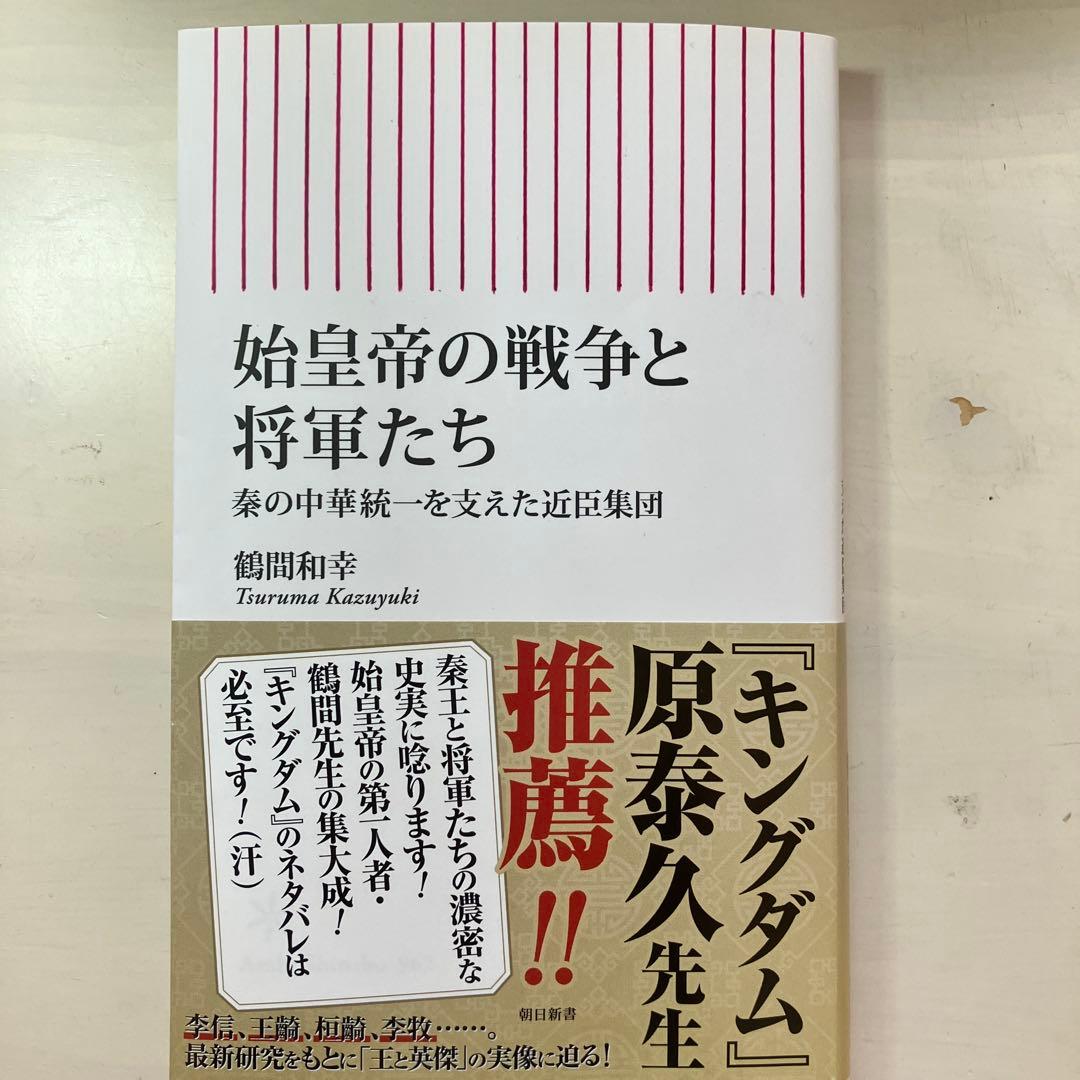 始皇帝の戦争と
将軍たち
秦の中華統一を支えた近臣集団
鶴間和幸
Tsuruma Kazuyuki
『キングダム』
原泰久先生
推薦!!
秦王と将軍たちの濃密な
史実に唸ります！
始皇帝の第一人者・
鶴間先生の集大成！
『キングダム』のネタバレは
必至です！（汗）
朝日新書
李信、王齮、桓齮、李牧……。
最新研究をもとに「王と英傑」の実像に迫る！